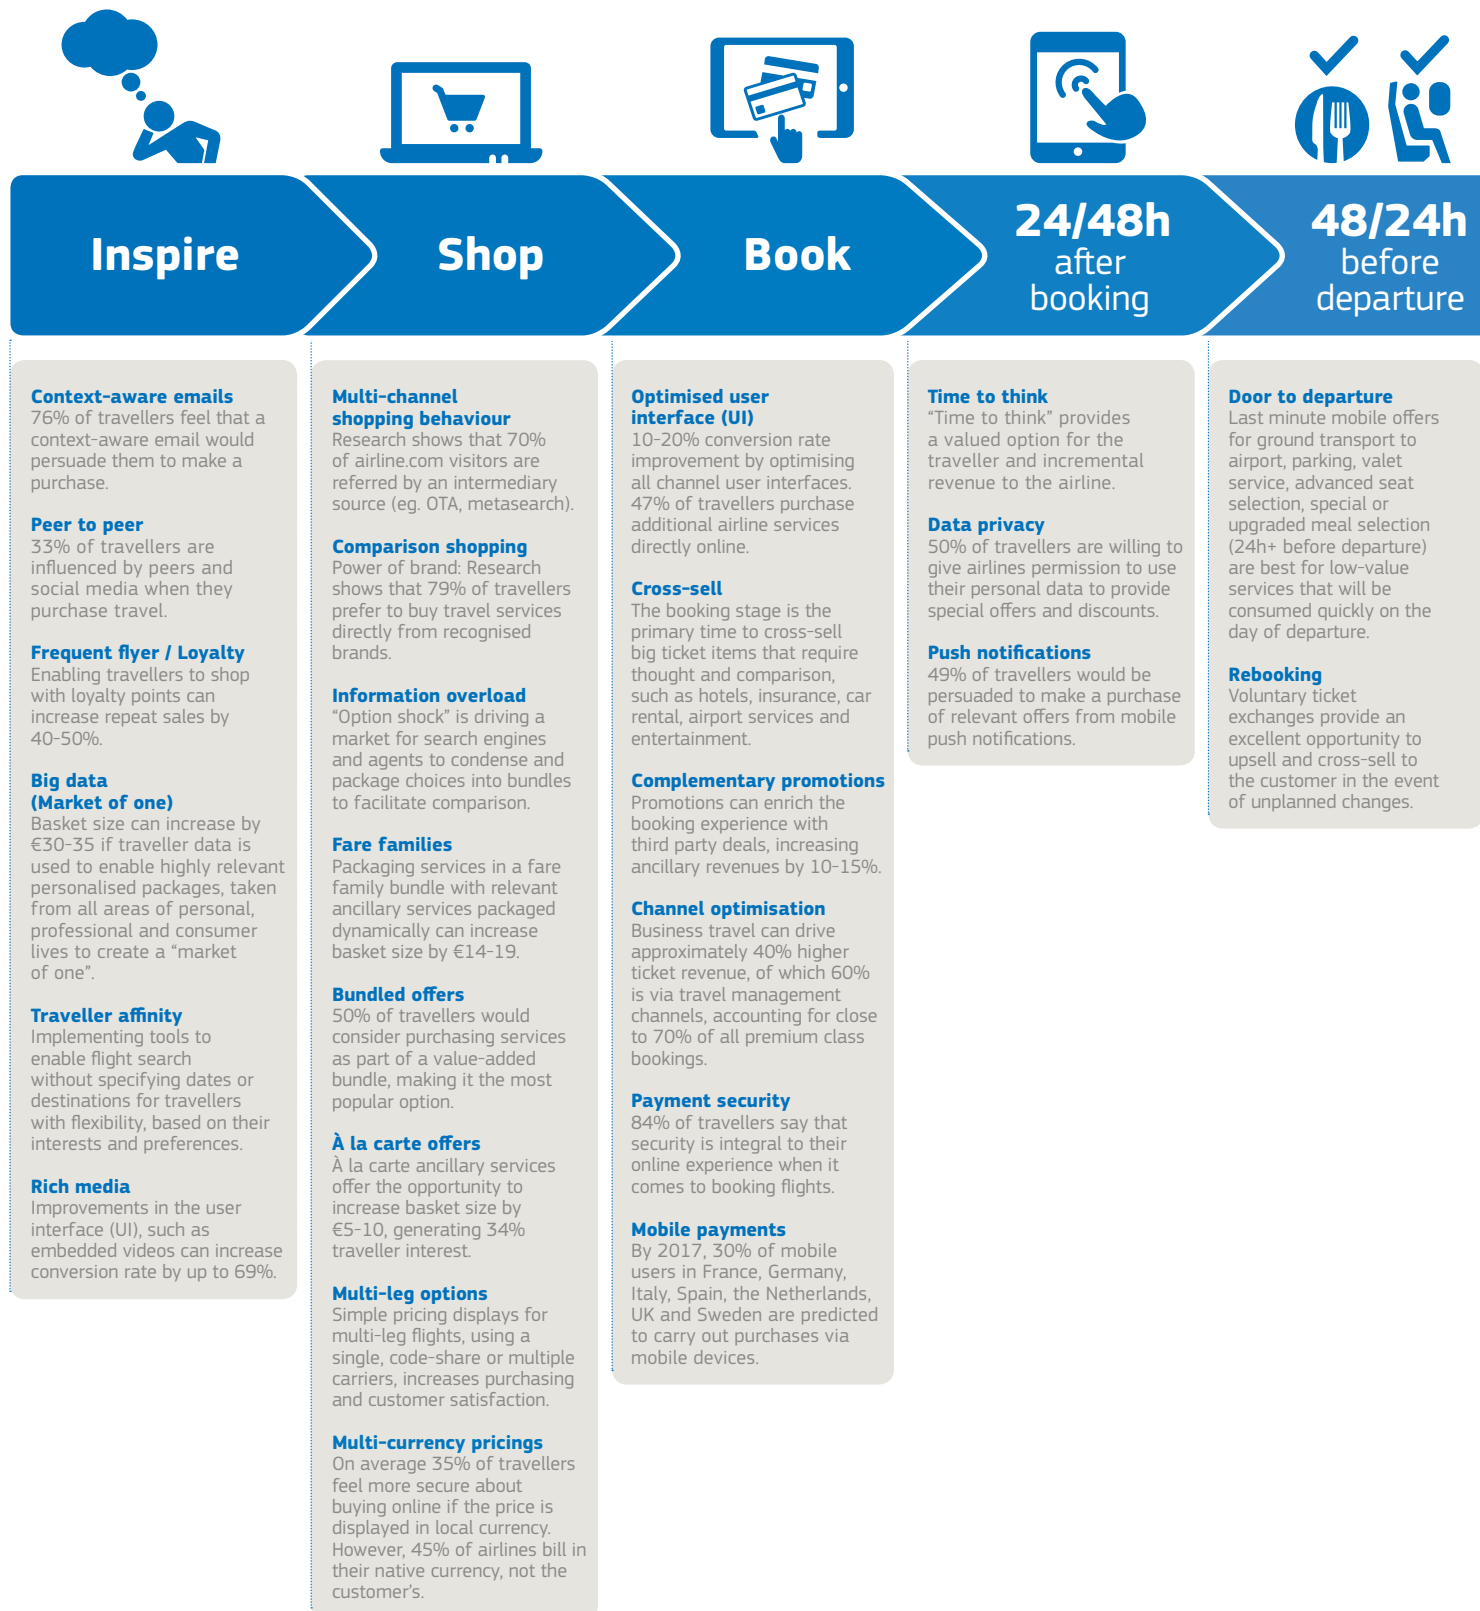 Inspire
Shop
Book
24/48h
after
booking
48/24h
before
departure
Context-aware emails
76% of travellers feel that a
context-aware email would
persuade them to make a
purchase.
Peer to peer
33% of travellers are
influenced by peers and
social media when they
purchase travel.
Frequent flyer / Loyalty
Enabling travellers to shop
with loyalty points can
increase repeat sales by
40-50%.
Big data
(Market of one)
Basket size can increase by
€30-35 if traveller data is
used to enable highly relevant
personalised packages, taken
from all areas of personal,
professional and consumer
lives to create a “market
of one”.
Traveller affinity
Implementing tools to
enable flight search
without specifying dates or
destinations for travellers
with flexibility, based on their
interests and preferences.
Rich media
Improvements in the user
interface (UI), such as
embedded videos can increase
conversion rate by up to 69%.
Multi-channel
shopping behaviour
Research shows that 70%
of airline.com visitors are
referred by an intermediary
source (eg. OTA, metasearch).
Comparison shopping
Power of brand: Research
shows that 79% of travellers
prefer to buy travel services
directly from recognised
brands.
Information overload
“Option shock” is driving a
market for search engines
and agents to condense and
package choices into bundles
to facilitate comparison.
Fare families
Packaging services in a fare
family bundle with relevant
ancillary services packaged
dynamically can increase
basket size by €14-19.
Bundled offers
50% of travellers would
consider purchasing services
as part of a value-added
bundle, making it the most
popular option.
À la carte offers
À la carte ancillary services
offer the opportunity to
increase basket size by
€5-10, generating 34%
traveller interest.
Multi-leg options
Simple pricing displays for
multi-leg flights, using a
single, code-share or multiple
carriers, increases purchasing
and customer satisfaction.
Multi-currency pricings
On average 35% of travellers
feel more secure about
buying online if the price is
displayed in local currency.
However, 45% of airlines bill in
their native currency, not the
customer's.
Optimised user
interface (UI)
10-20% conversion rate
improvement by optimising
all channel user interfaces.
47% of travellers purchase
additional airline services
directly online.
Cross-sell
The booking stage is the
primary time to cross-sell
big ticket items that require
thought and comparison,
such as hotels, insurance, car
rental, airport services and
entertainment.
Complementary promotions
Promotions can enrich the
booking experience with
third party deals, increasing
ancillary revenues by 10-15%.
Channel optimisation
Business travel can drive
approximately 40% higher
ticket revenue, of which 60%
is via travel management
channels, accounting for close
to 70% of all premium class
bookings.
Payment security
84% of travellers say that
security is integral to their
online experience when it
comes to booking flights.
Mobile payments
By 2017, 30% of mobile
users in France, Germany,
Italy, Spain, the Netherlands,
UK and Sweden are predicted
to carry out purchases via
mobile devices.
Time to think
“Time to think” provides
a valued option for the
traveller and incremental
revenue to the airline.
Data privacy
50% of travellers are willing to
give airlines permission to use
their personal data to provide
special offers and discounts.
Push notifications
49% of travellers would be
persuaded to make a purchase
of relevant offers from mobile
push notifications.
Door to departure
Last minute mobile offers
for ground transport to
airport, parking, valet
service, advanced seat
selection, special or
upgraded meal selection
(24h+ before departure)
are best for low-value
services that will be
consumed quickly on the
day of departure.
Rebooking
Voluntary ticket
exchanges provide an
excellent opportunity to
upsell and cross-sell to
the customer in the event
of unplanned changes.